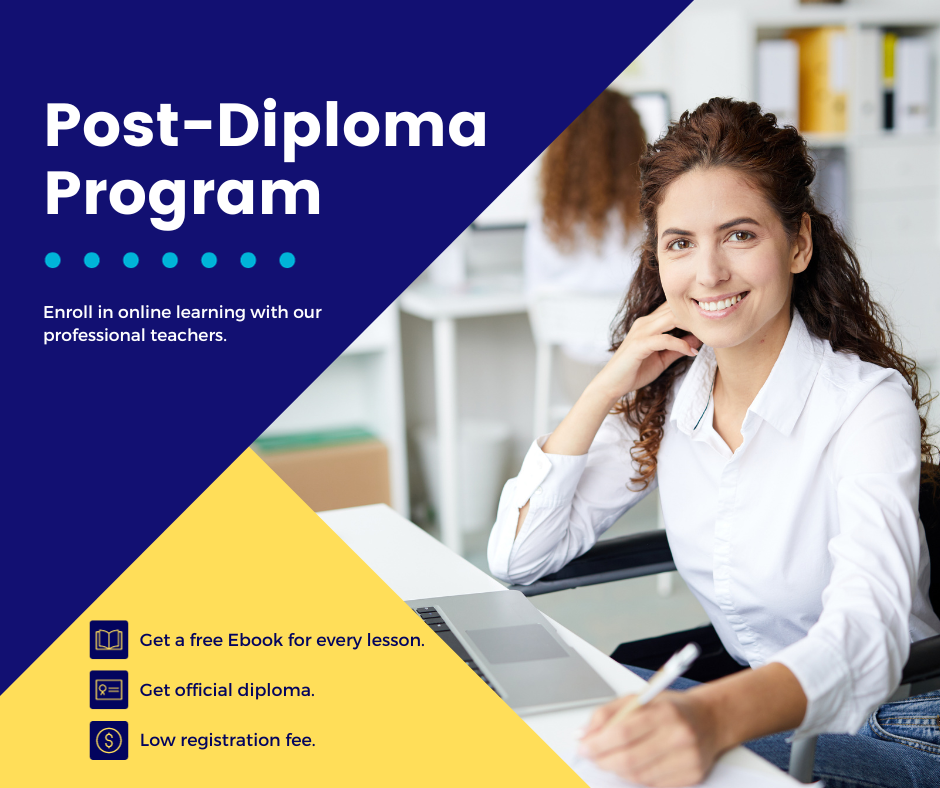 Post-Diploma
Program
Enroll in online learning with our
professional teachers.
Get a free Ebook for every lesson.
Get official diploma.
Low registration fee.